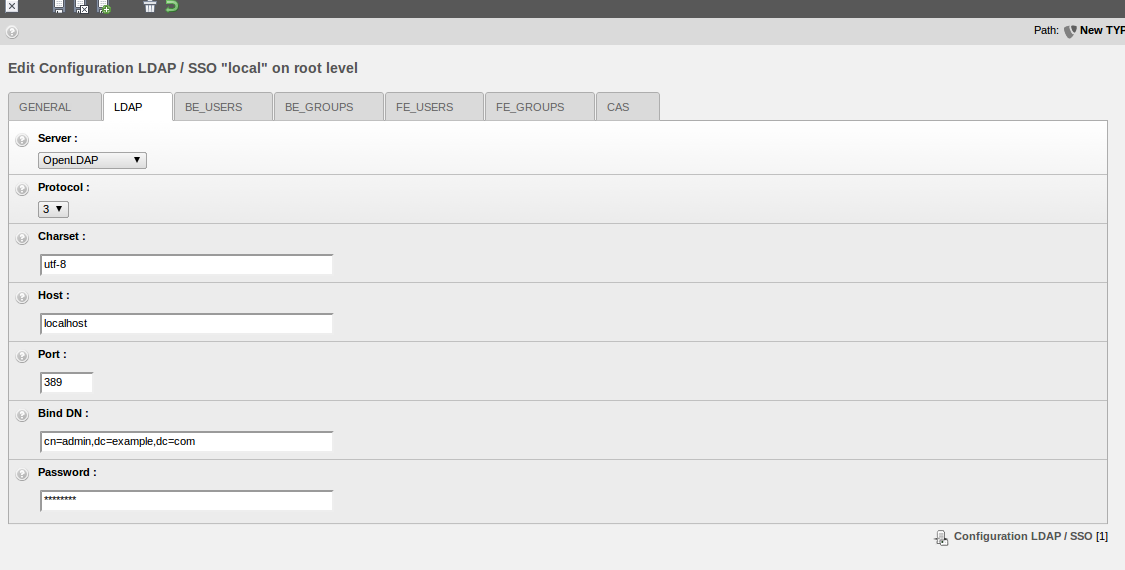 Path: New TYP
Edit Configuration LDAP / SSO "local" on root level
GENERAL LDAP BE_USERS BE_GROUPS FE_USERS FE_GROUPS CAS
Server :
OpenLDAP
Protocol :
3
Charset :
utf-8
Host :
localhost
Port :
389
Bind DN :
cn=admin,dc=example,dc=com
Password :
********
Configuration LDAP / SSO [1]